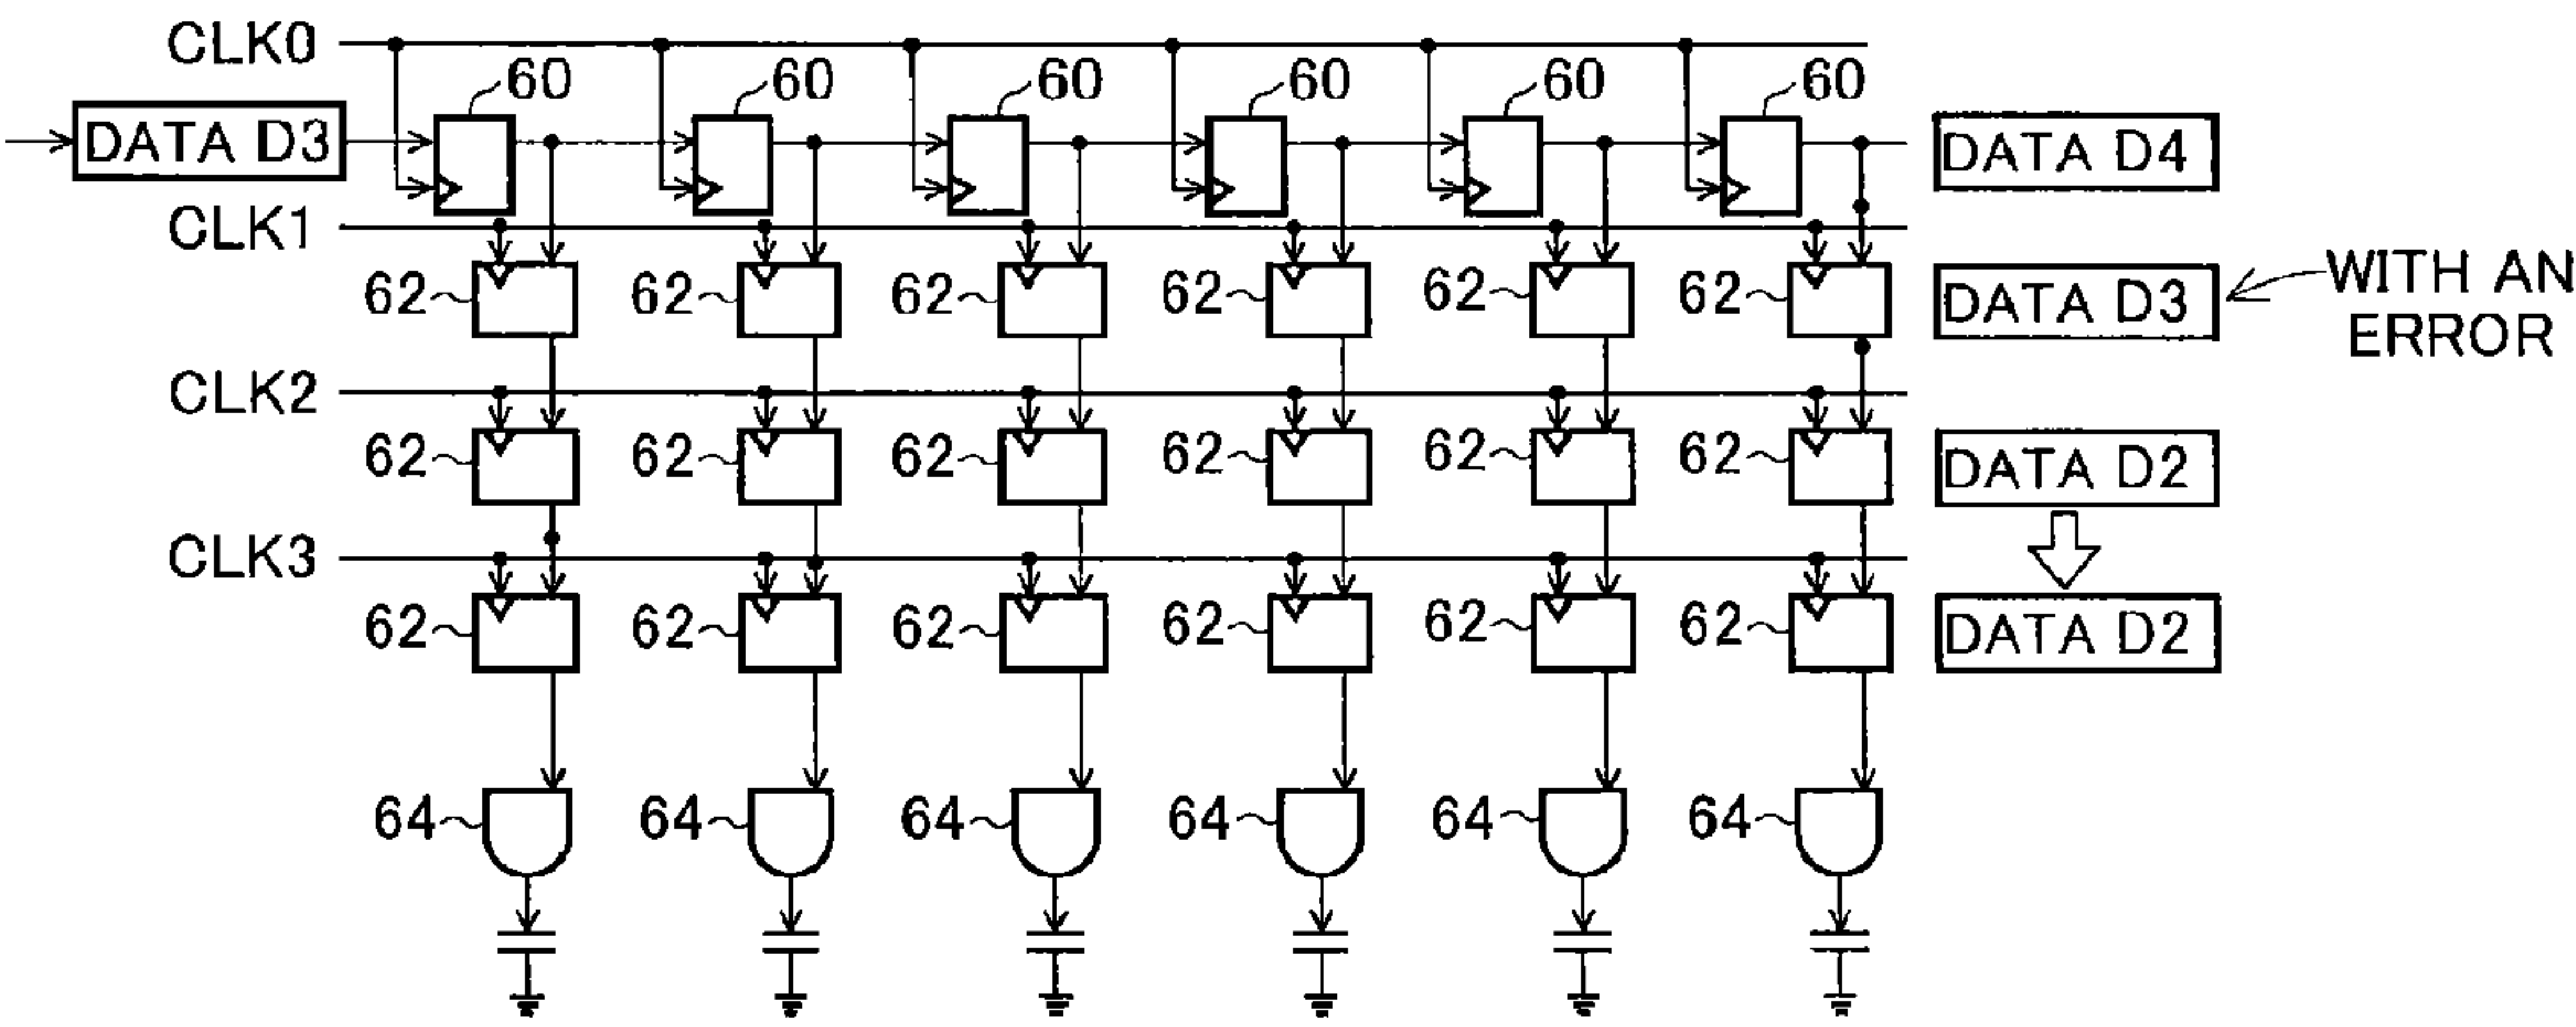 CLK0
60 60 60 60 60 60
DATA D3
DATA D4
CLK1
62 62 62 62 62 62
DATA D3
WITH AN
ERROR
CLK2
62 62 62 62 62 62
DATA D2
CLK3
62 62 62 62 62 62
DATA D2
64 64 64 64 64 64